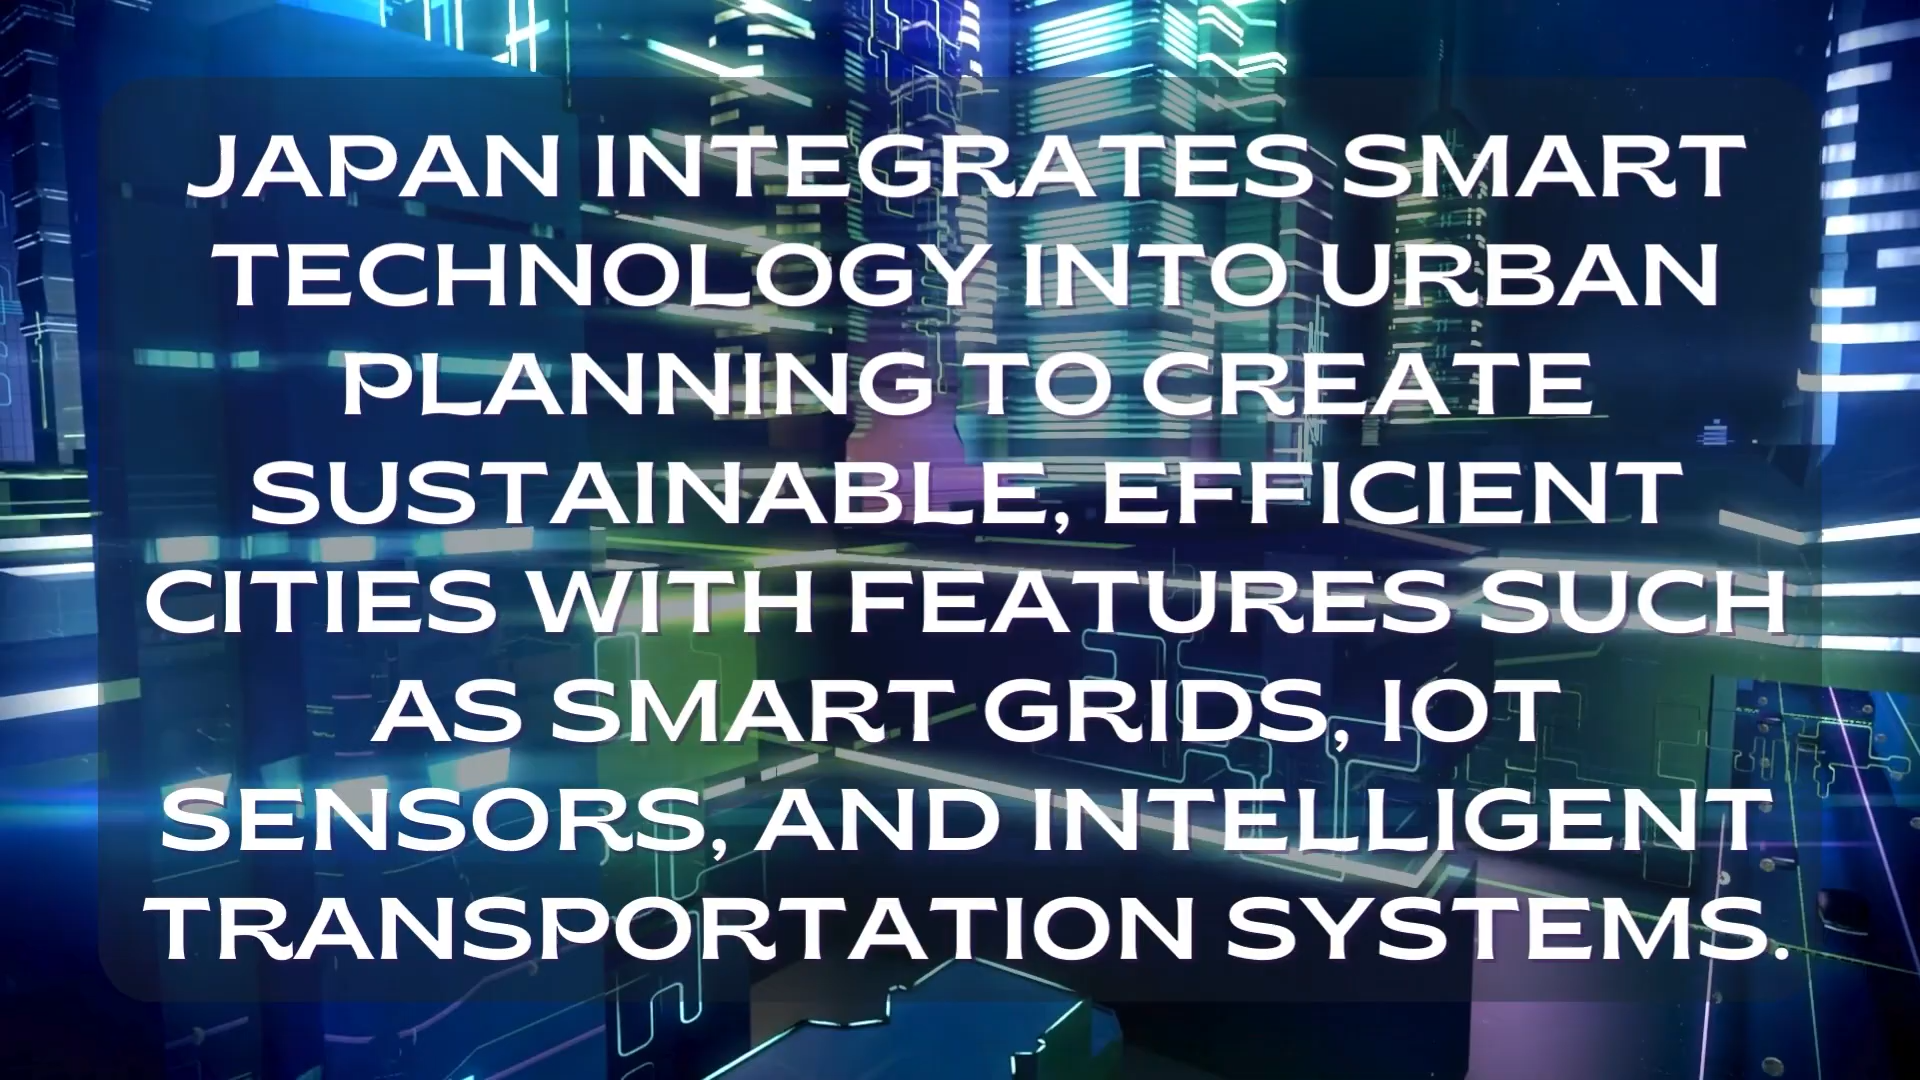 JAPAN INTEGRATES SMART
TECHNOLOGY INTO URBAN
PLANNING TO CREATE
SUSTAINABLE, EFFICIENT
CITIES WITH FEATURES SUCH
AS SMART GRIDS, IOT
SENSORS, AND INTELLIGENT
TRANSPORTATION SYSTEMS.